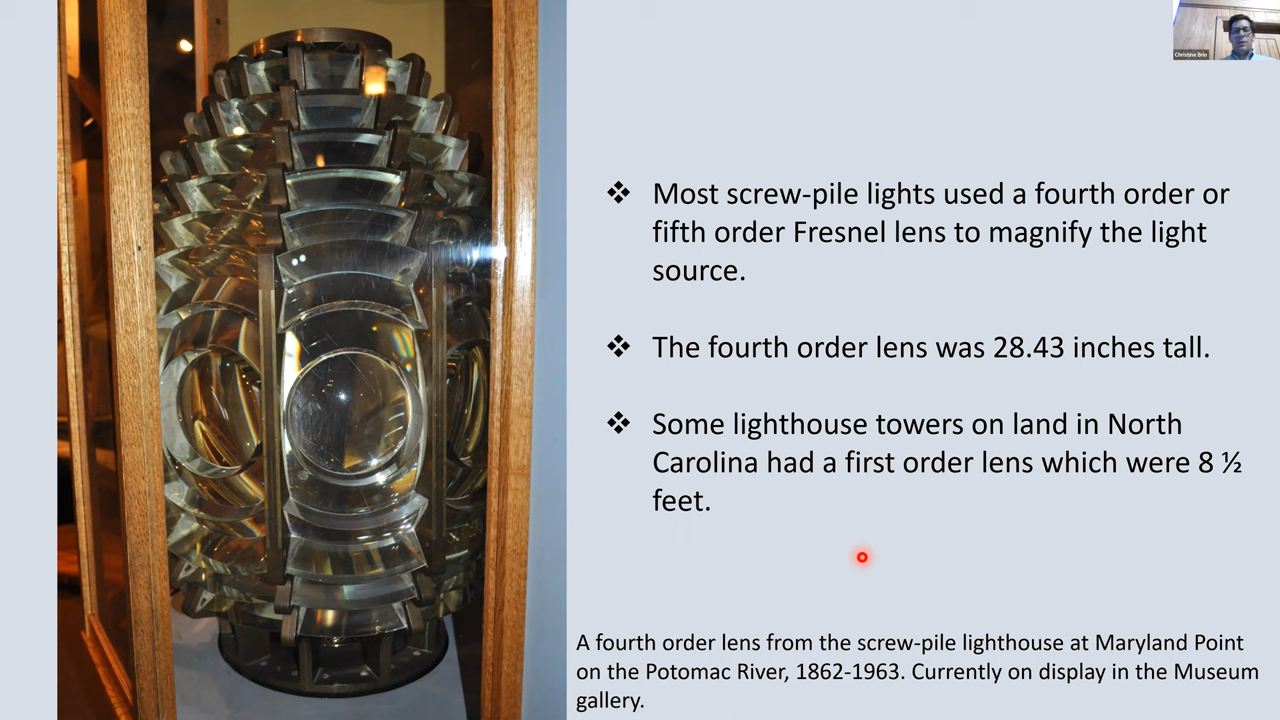 Christine Brin
❖ Most screw-pile lights used a fourth order or
fifth order Fresnel lens to magnify the light
source.
❖ The fourth order lens was 28.43 inches tall.
❖ Some lighthouse towers on land in North
Carolina had a first order lens which were 8 ½
feet.
A fourth order lens from the screw-pile lighthouse at Maryland Point
on the Potomac River, 1862-1963. Currently on display in the Museum
gallery.